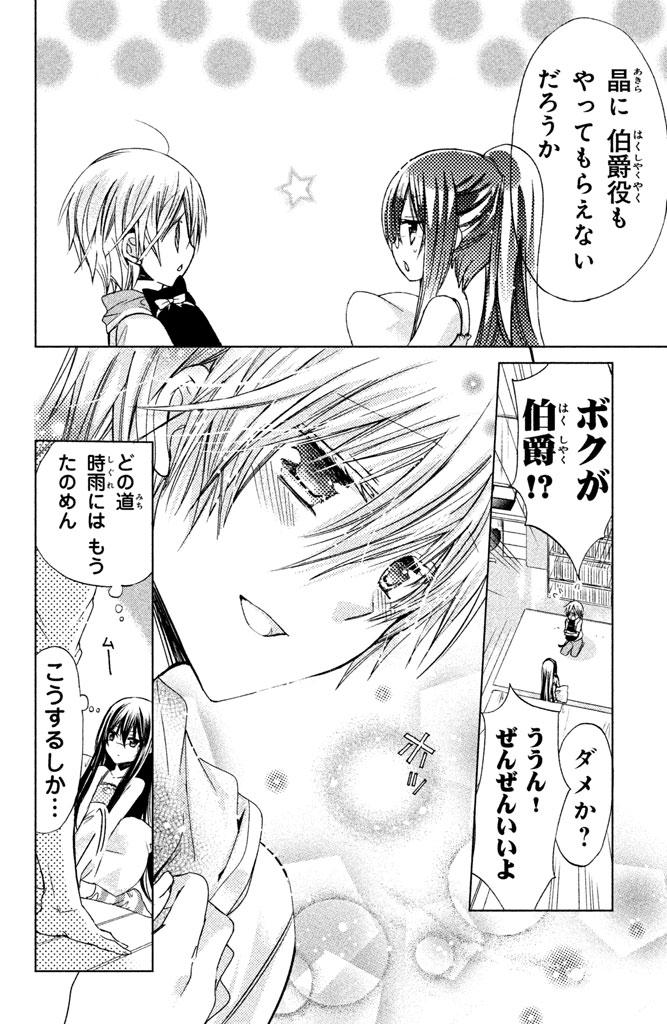 晶に 伯爵役も
やってもらえない
だろうか
ボクが
伯爵!?
ダメか?
ううん!
ぜんぜんいいよ
ホッ
どの道
時雨には もう
たのめん
ムー
こうするしか…